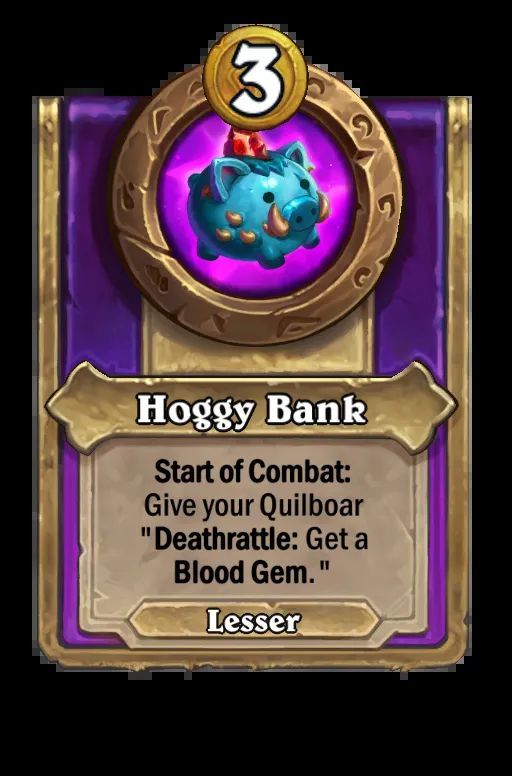 3
Hoggy Bank
Start of Combat:
Give your Quilboar
"Deathrattle: Get a
Blood Gem."
Lesser